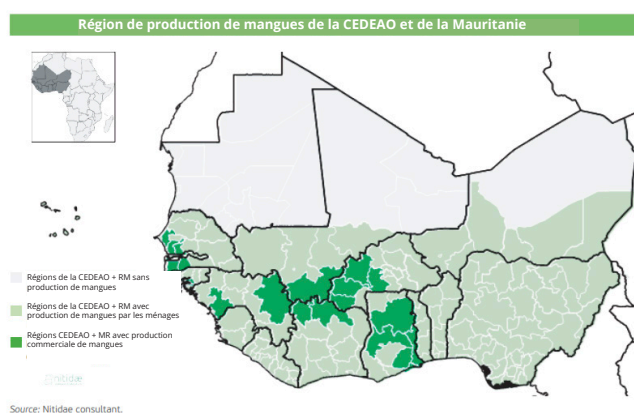 Région de production de mangues de la CEDEAO et de la Mauritanie
Régions de la CEDEAO + RM sans
production de mangues
Régions de la CEDEAO + RM avec
production de mangues par les ménages
Régions CEDEAO + MR avec production
commerciale de mangues
nitidæ
Source: Nitidae consultant.